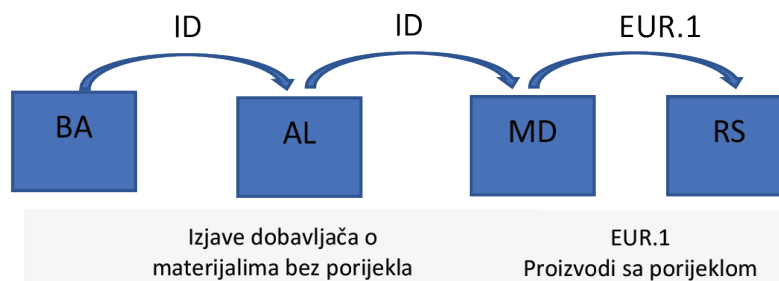 ID
ID
EUR.1
BA
AL
MD
RS
Izjave dobavljača o
materijalima bez porijekla
EUR.1
Proizvodi sa porijeklom